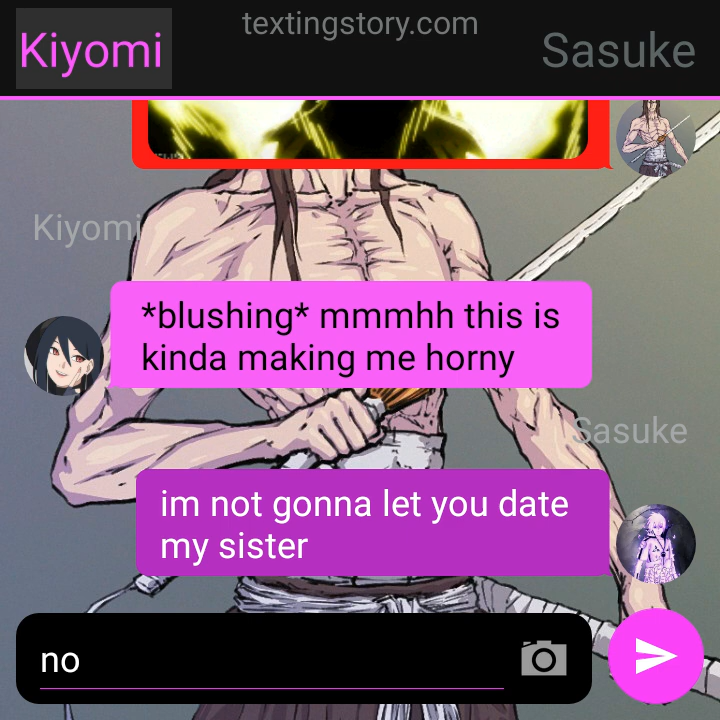 textingstory.com
Kiyomi
Sasuke
Kiyomi
*blushing* mmmhh this is
kinda making me horny
Sasuke
im not gonna let you date
my sister
no